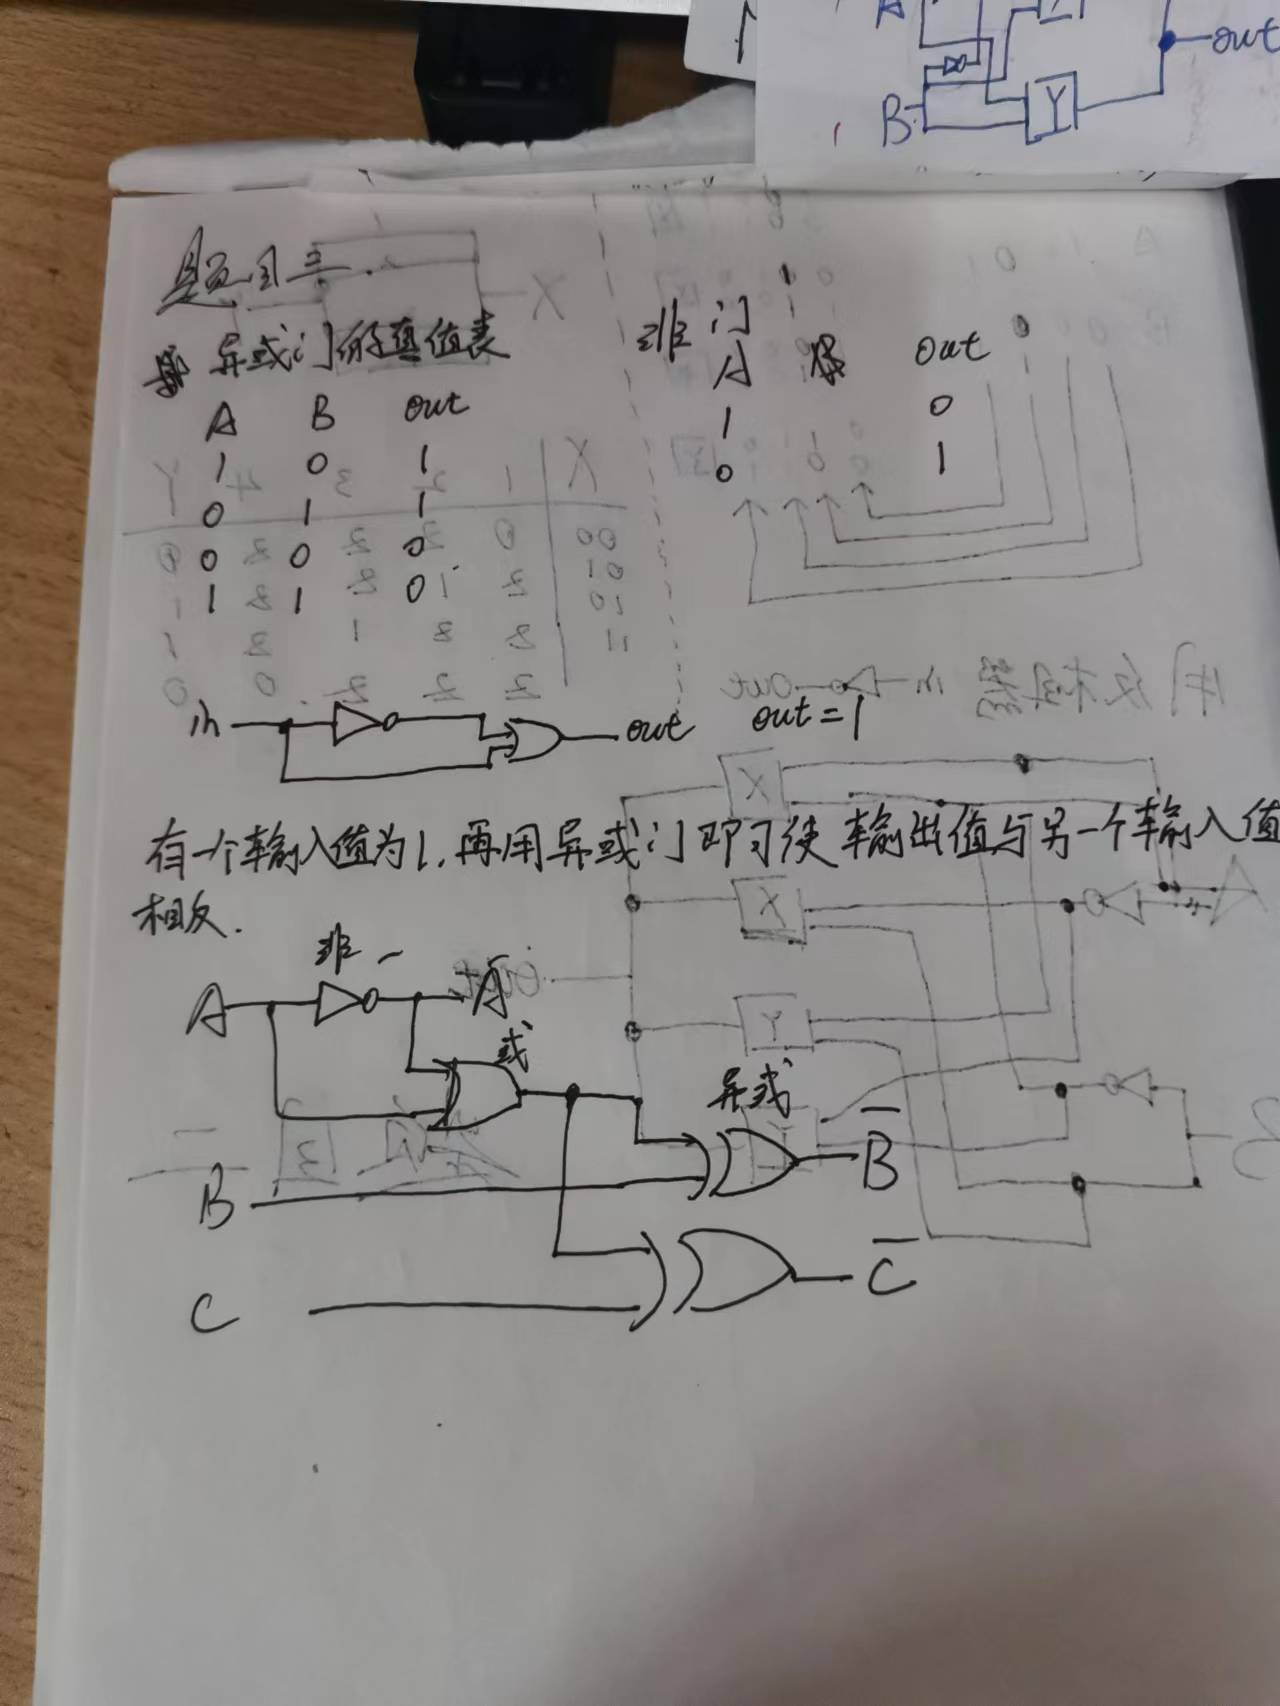 A
out
B
Y
题目三.
异或门的真值表
A B out
1 0 1
0 1 1
0 0 0
1 1 0
非门
A out
1 0
0 1
in out out=1
有一个输入值为1,再用异或门即可使输出值与另一个输入值
相反.
非
A Ā
或
异或
B B̅
C C̅